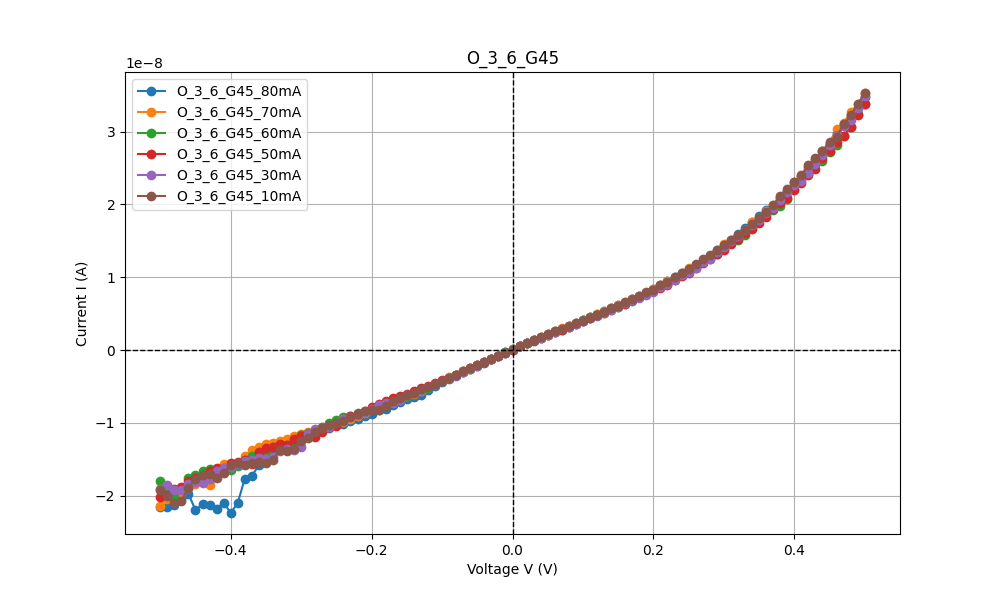 O_3_6_G45
1e−8
O_3_6_G45_80mA
O_3_6_G45_70mA
O_3_6_G45_60mA
O_3_6_G45_50mA
O_3_6_G45_30mA
O_3_6_G45_10mA
3
2
1
0
−1
−2
Current I (A)
−0.4 −0.2 0.0 0.2 0.4
Voltage V (V)